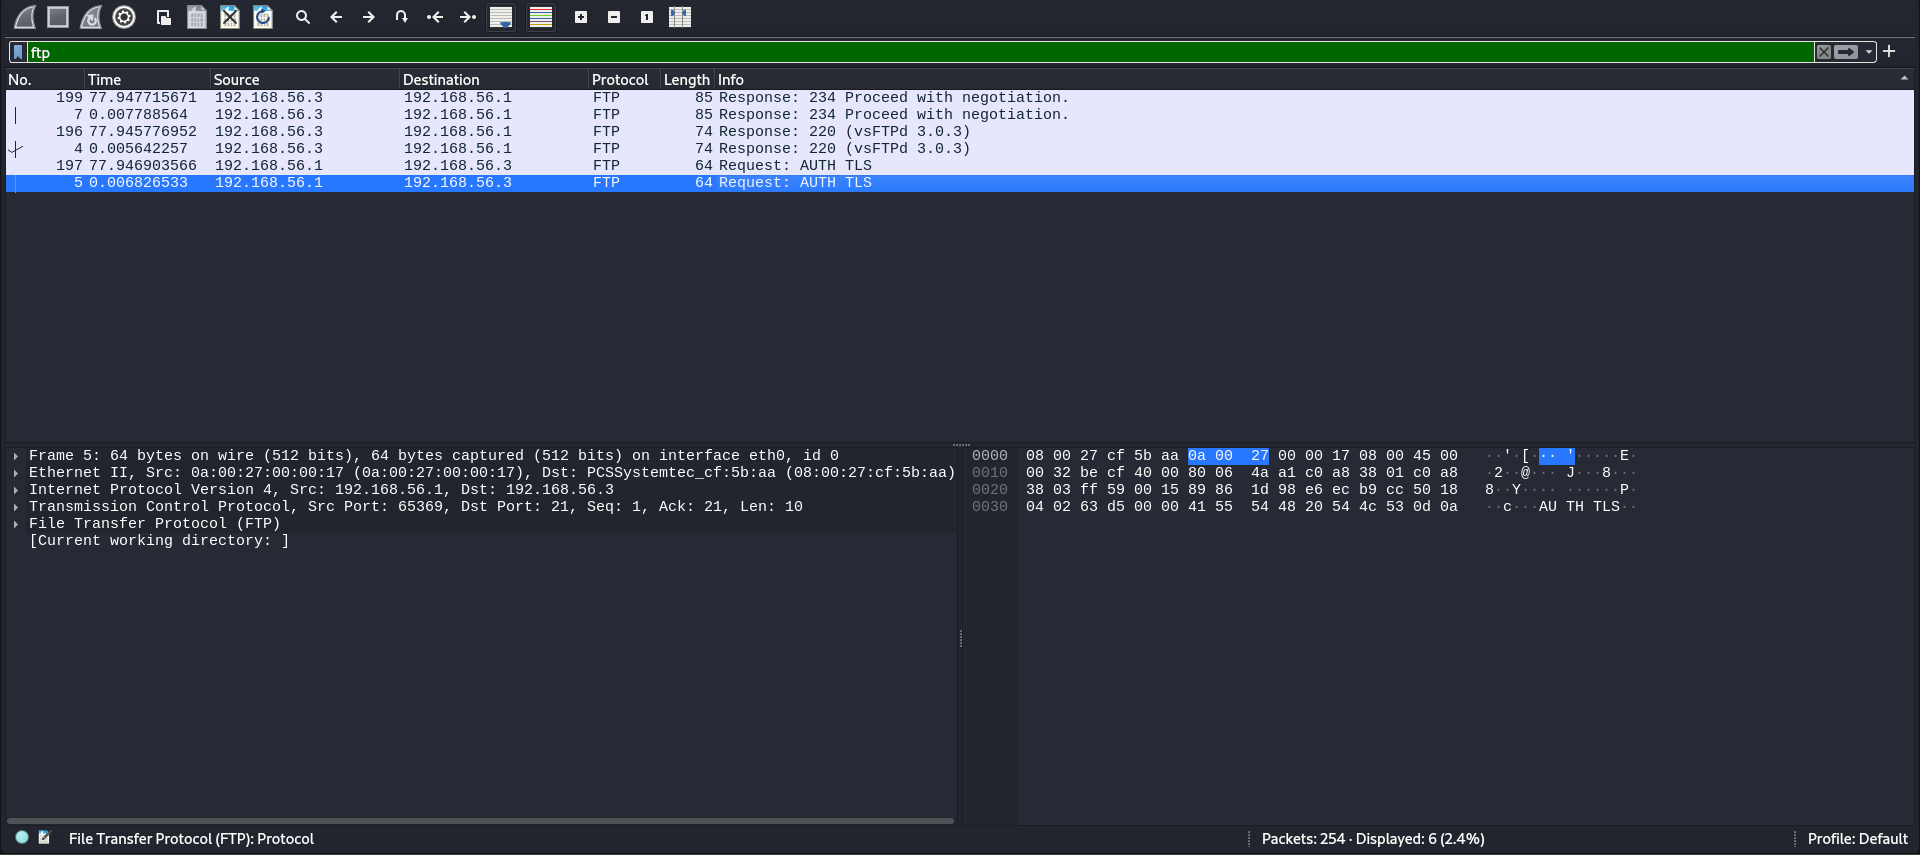 ftp
No. Time Source Destination Protocol Length Info
199 77.947715671 192.168.56.3 192.168.56.1 FTP 85 Response: 234 Proceed with negotiation.
7 0.007788564 192.168.56.3 192.168.56.1 FTP 85 Response: 234 Proceed with negotiation.
196 77.945776952 192.168.56.3 192.168.56.1 FTP 74 Response: 220 (vsFTPd 3.0.3)
4 0.005642257 192.168.56.3 192.168.56.1 FTP 74 Response: 220 (vsFTPd 3.0.3)
197 77.946903566 192.168.56.1 192.168.56.3 FTP 64 Request: AUTH TLS
5 0.006826533 192.168.56.1 192.168.56.3 FTP 64 Request: AUTH TLS
Frame 5: 64 bytes on wire (512 bits), 64 bytes captured (512 bits) on interface eth0, id 0
Ethernet II, Src: 0a:00:27:00:00:17 (0a:00:27:00:00:17), Dst: PCSSystemtec_cf:5b:aa (08:00:27:cf:5b:aa)
Internet Protocol Version 4, Src: 192.168.56.1, Dst: 192.168.56.3
Transmission Control Protocol, Src Port: 65369, Dst Port: 21, Seq: 1, Ack: 21, Len: 10
File Transfer Protocol (FTP)
[Current working directory: ]
0000 08 00 27 cf 5b aa 0a 00 27 00 00 17 08 00 45 00 ··'·[···'·····E·
0010 00 32 be cf 40 00 80 06 4a a1 c0 a8 38 01 c0 a8 ·2··@···J···8···
0020 38 03 ff 59 00 15 89 86 1d 98 e6 ec b9 cc 50 18 8··Y··········P·
0030 04 02 63 d5 00 00 41 55 54 48 20 54 4c 53 0d 0a ··c···AU TH TLS··
File Transfer Protocol (FTP): Protocol
Packets: 254 · Displayed: 6 (2.4%)
Profile: Default